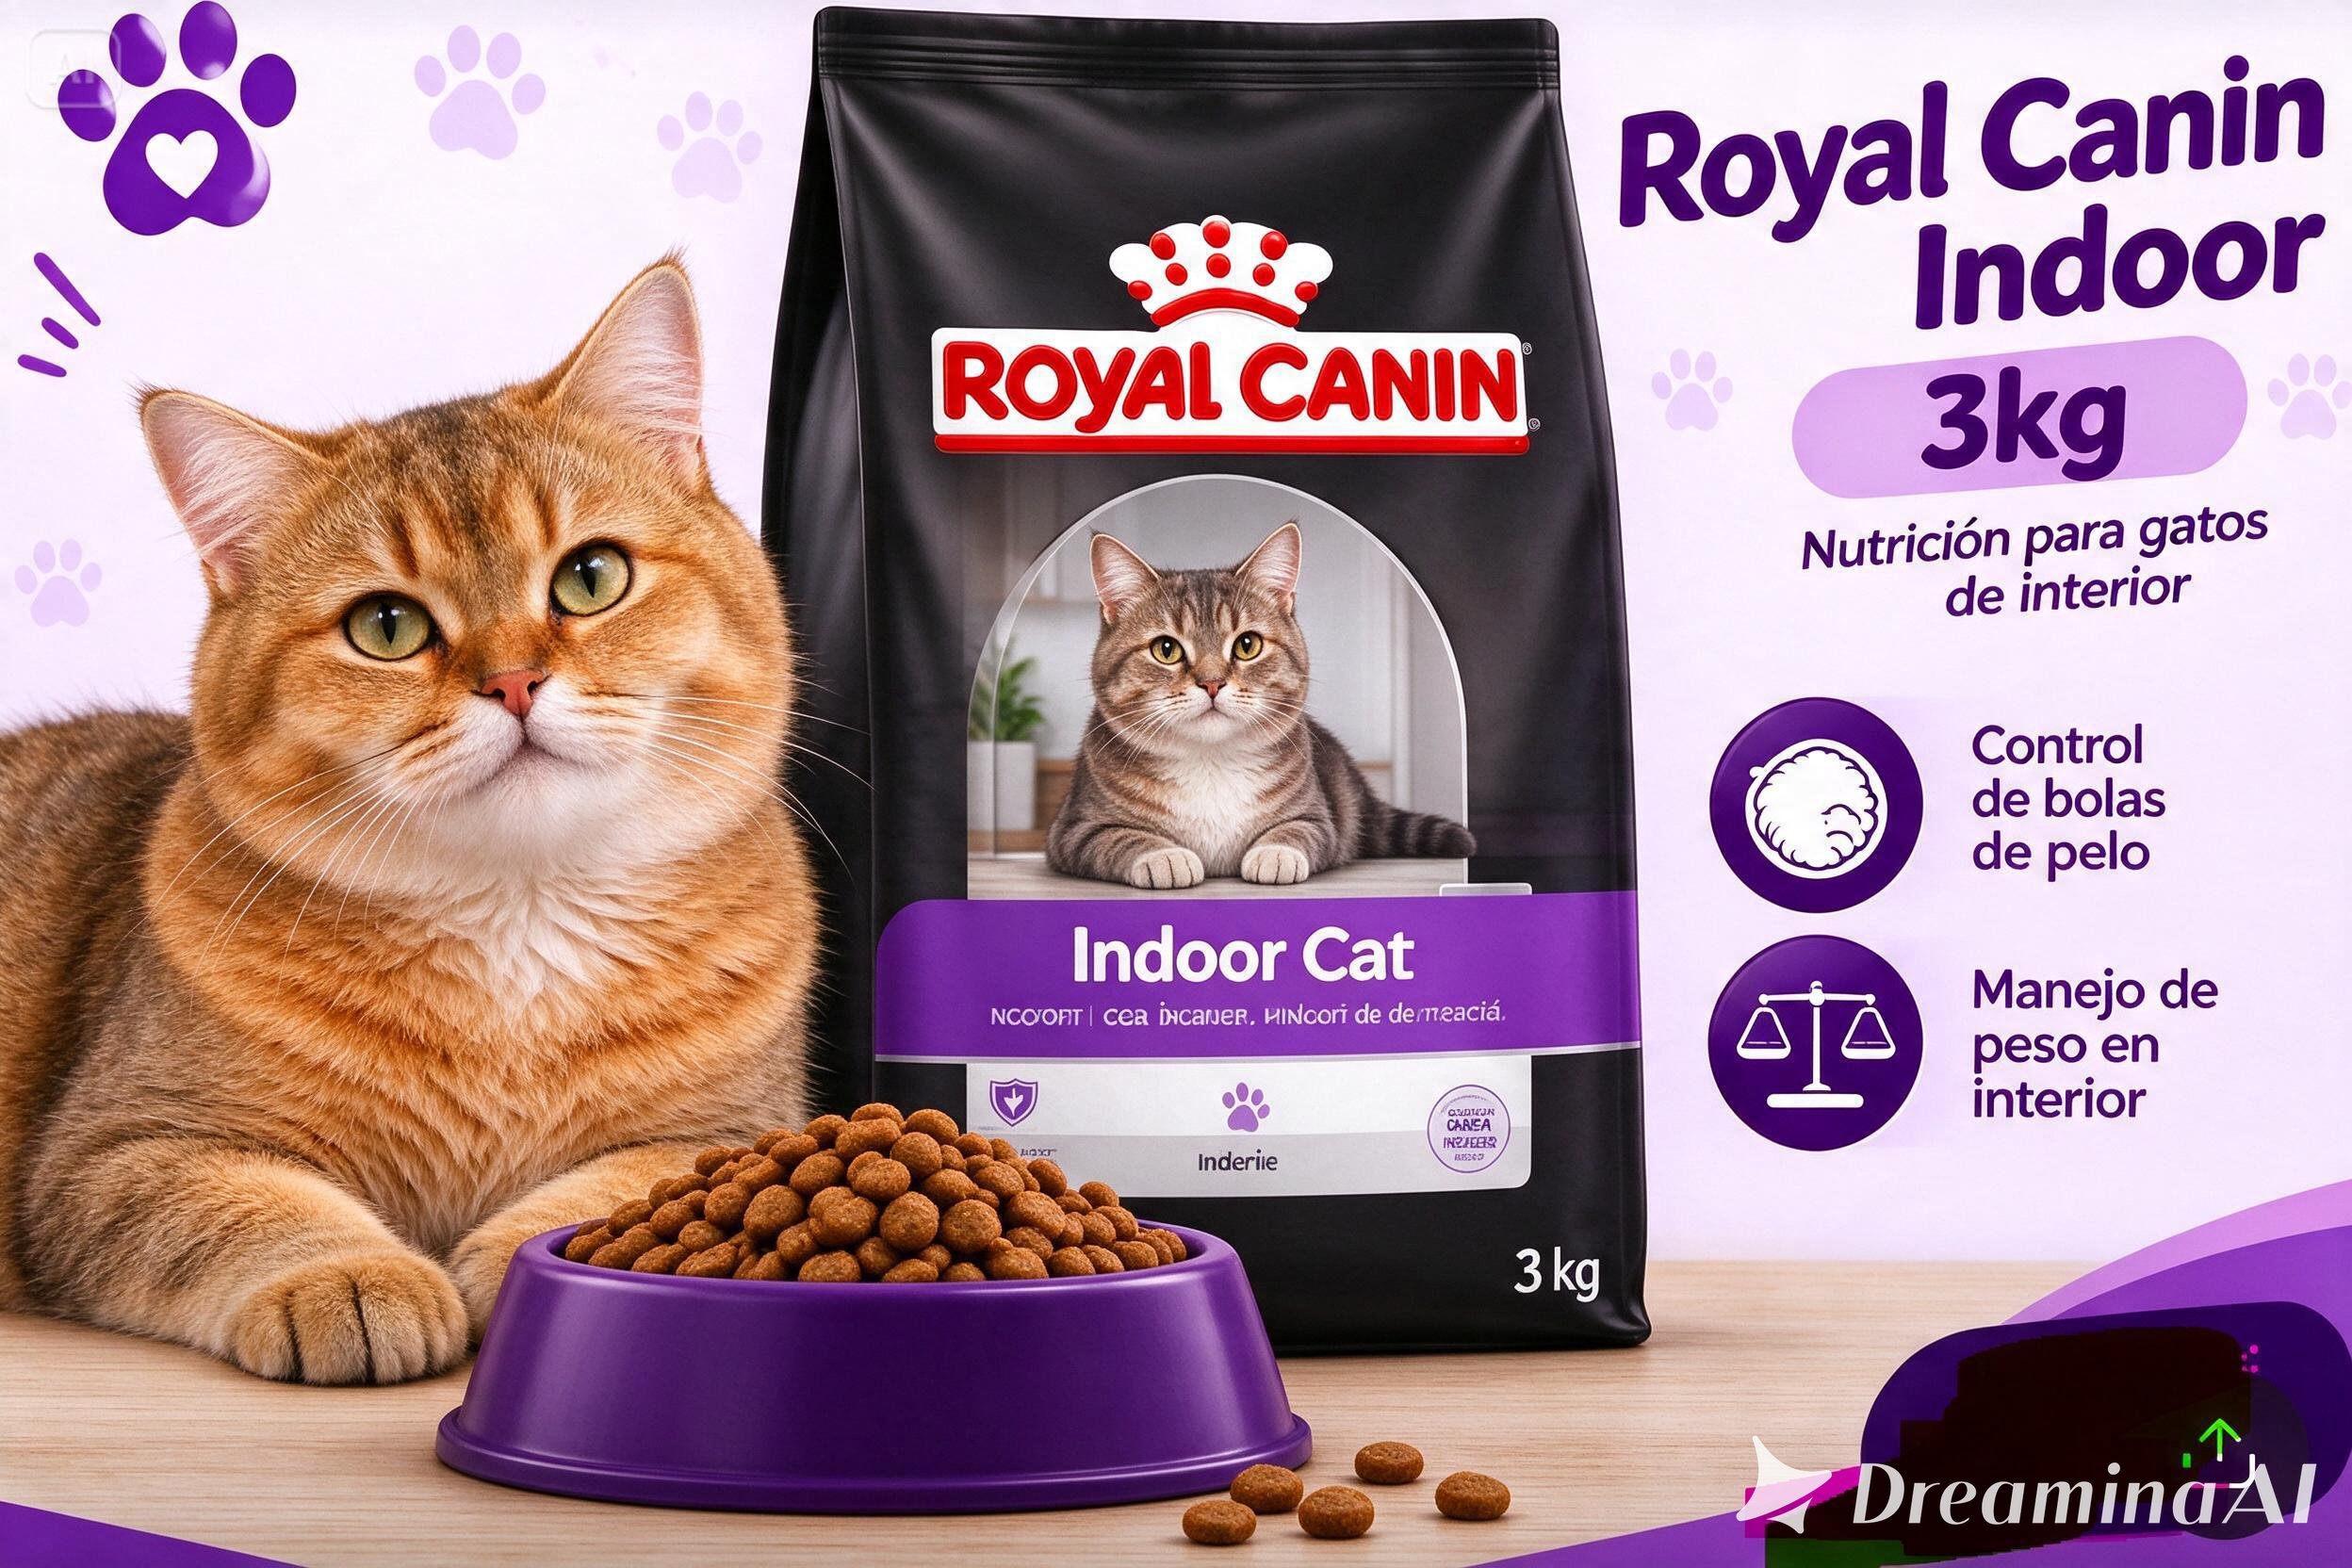 Royal Canin
Indoor
3kg
Nutrición para gatos
de interior
Control
de bolas
de pelo
Manejo de
peso en
interior
ROYAL CANIN
Indoor Cat
Inderiie
3 kg
DreaminaAI